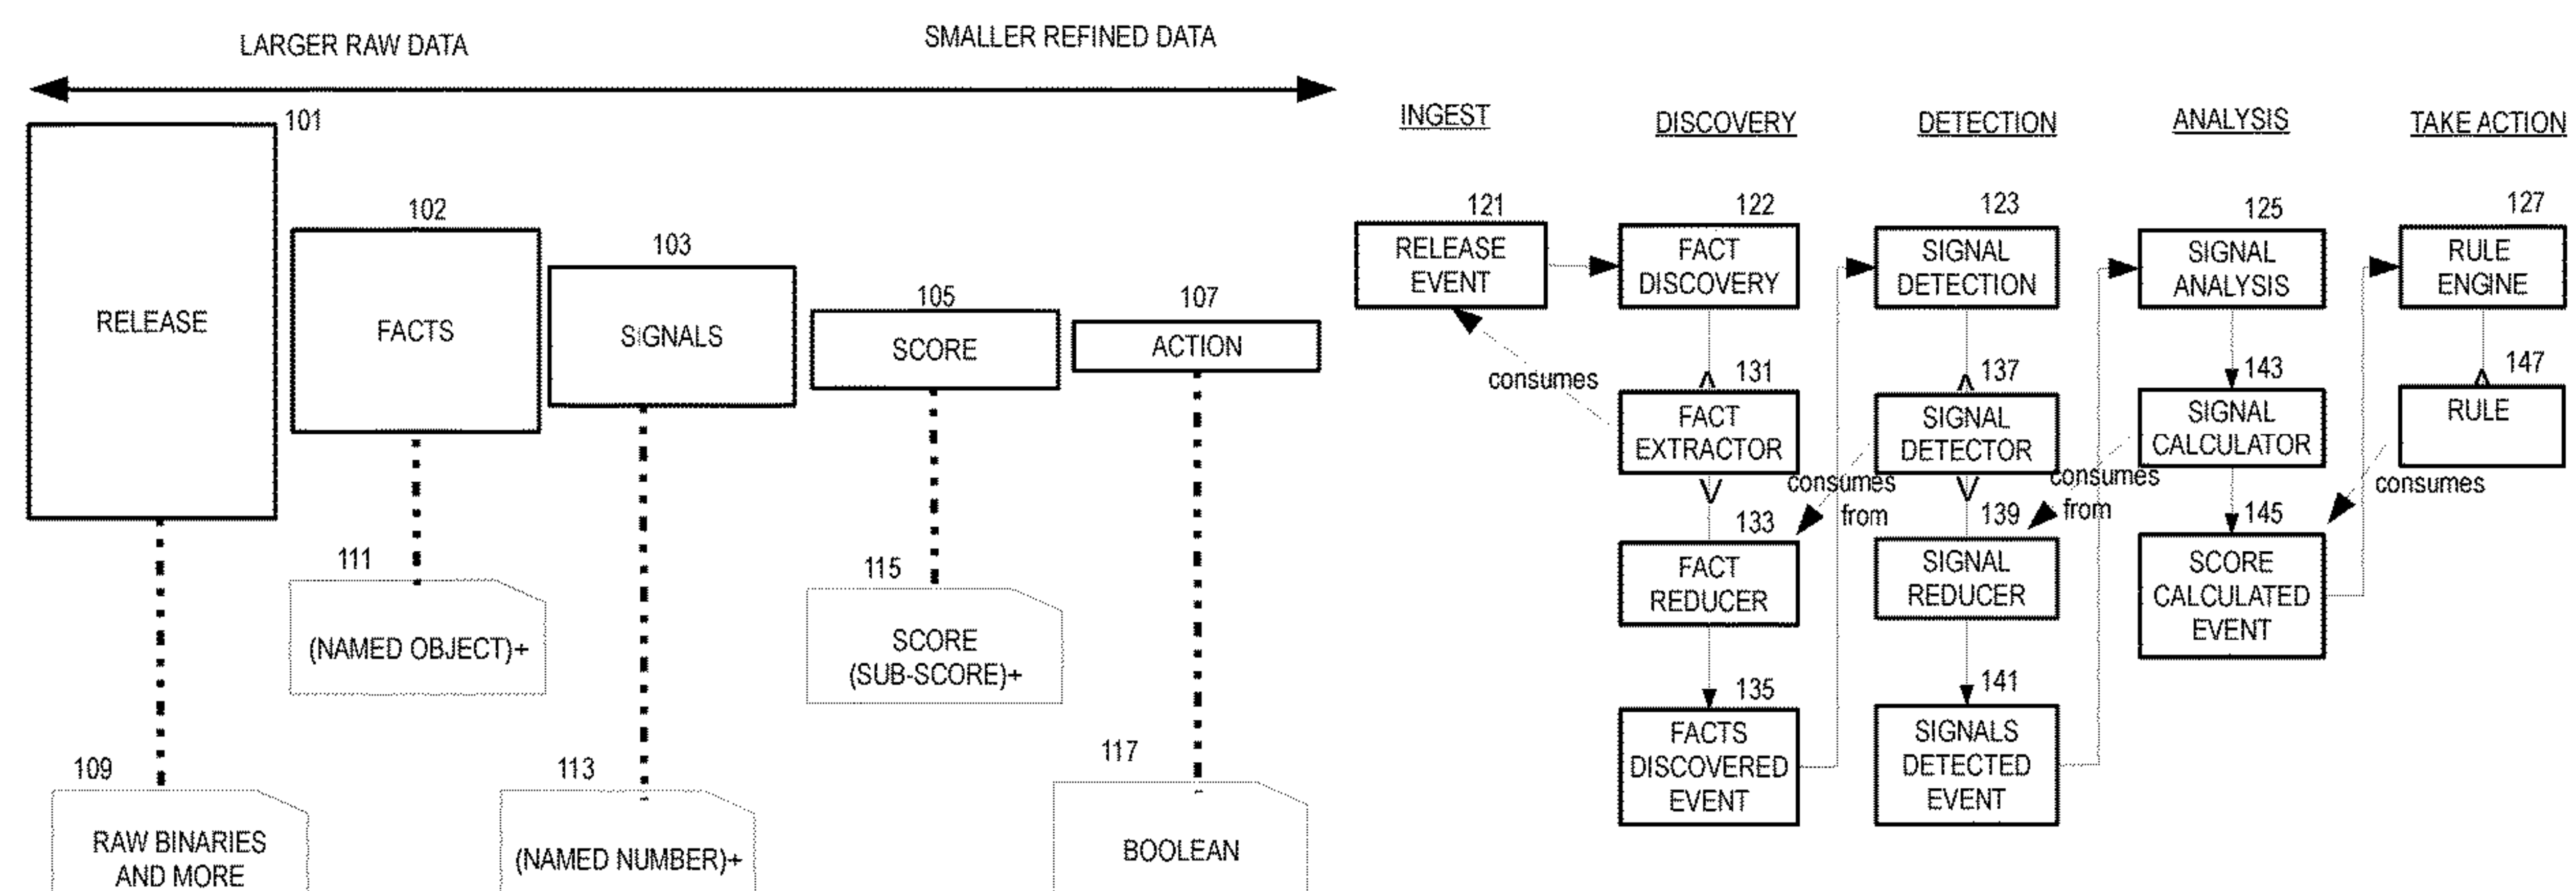 LARGER RAW DATA
SMALLER REFINED DATA
101
RELEASE
102
FACTS
103
SIGNALS
105
SCORE
107
ACTION
109
RAW BINARIES
AND MORE
111
(NAMED OBJECT)+
113
(NAMED NUMBER)+
115
SCORE
(SUB-SCORE)+
117
BOOLEAN
INGEST
121
RELEASE
EVENT
consumes
DISCOVERY
122
FACT
DISCOVERY
131
FACT
EXTRACTOR
133
FACT
REDUCER
135
FACTS
DISCOVERED
EVENT
consumes
from
DETECTION
123
SIGNAL
DETECTION
137
SIGNAL
DETECTOR
139
SIGNAL
REDUCER
141
SIGNALS
DETECTED
EVENT
consumes
from
ANALYSIS
125
SIGNAL
ANALYSIS
143
SIGNAL
CALCULATOR
145
SCORE
CALCULATED
EVENT
consumes
TAKE ACTION
127
RULE
ENGINE
147
RULE